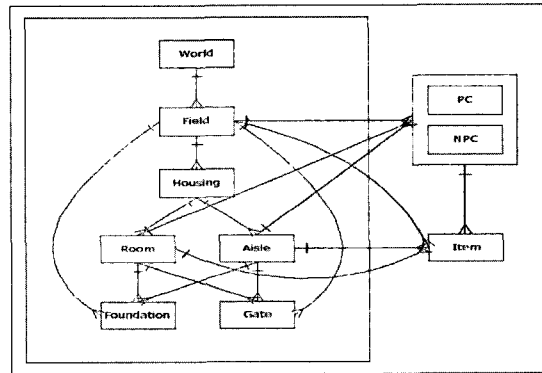 World
PC
Field
NPC
Housing
Room
Aisle
Item
Foundation
Gate